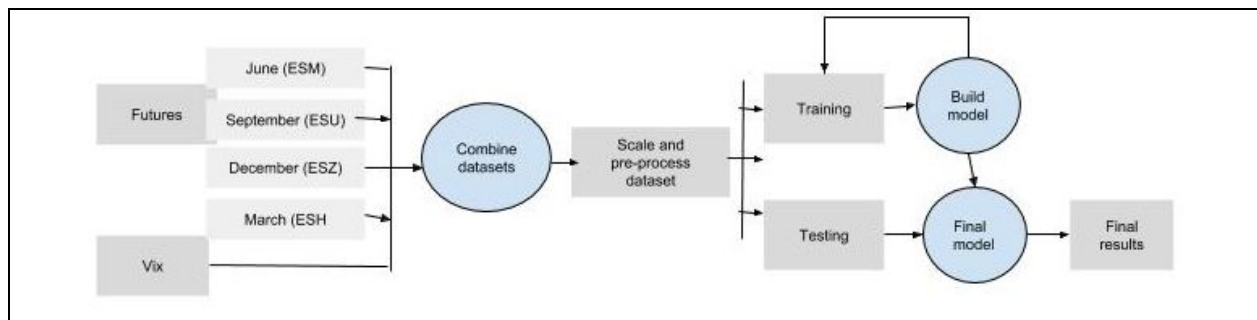 Futures
June (ESM)
September (ESU)
December (ESZ)
March (ESH
Vix
Combine
datasets
Scale and
pre-process
dataset
Training
Build
model
Testing
Final
model
Final
results